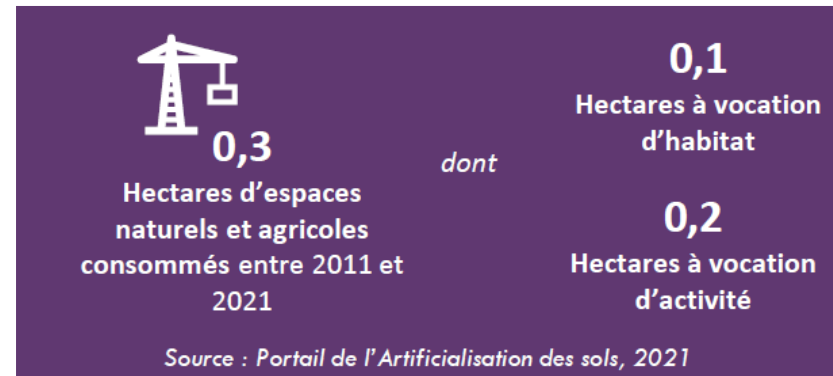 0,3
Hectares d’espaces
naturels et agricoles
consommés entre 2011 et
2021
dont
0,1
Hectares à vocation
d’habitat
0,2
Hectares à vocation
d’activité
Source : Portail de l’Artificialisation des sols, 2021